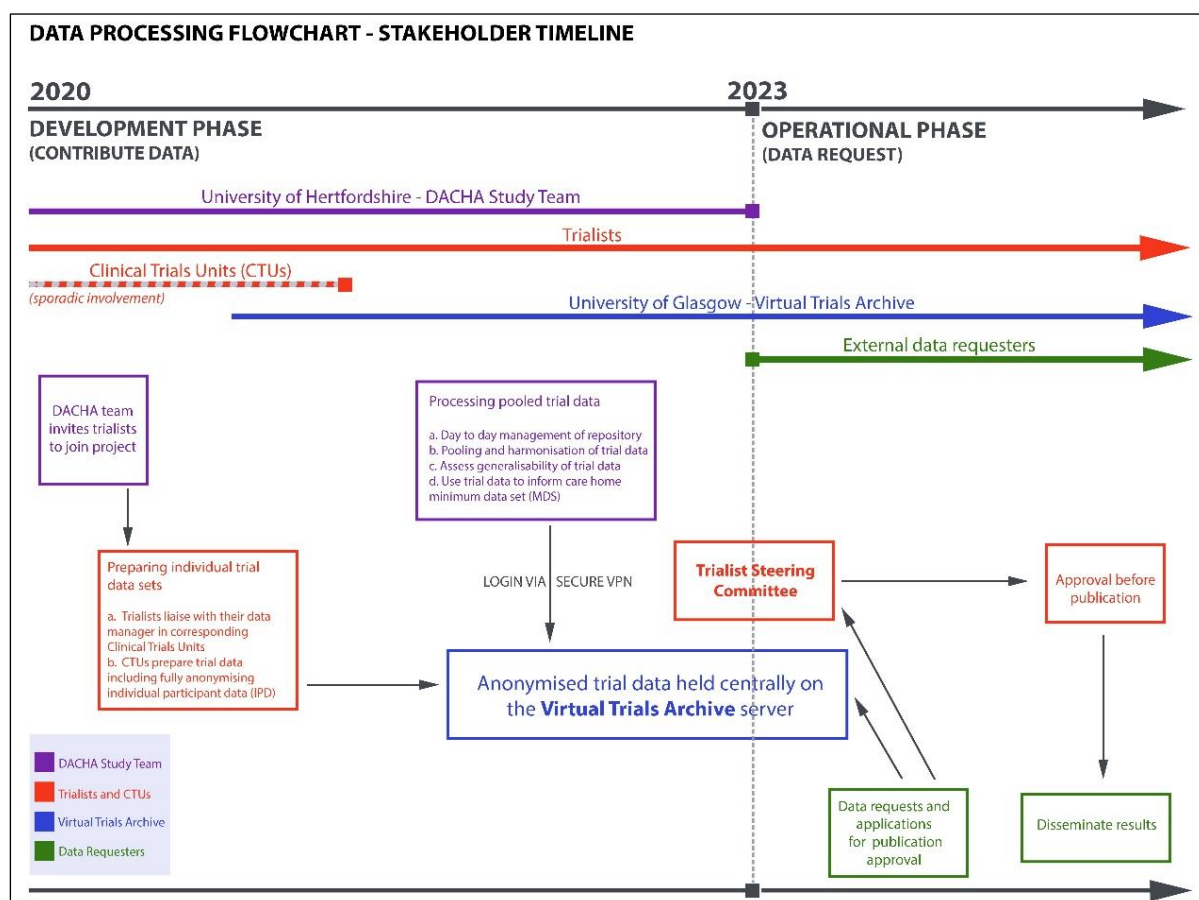 DATA PROCESSING FLOWCHART - STAKEHOLDER TIMELINE
2020
2023
DEVELOPMENT PHASE
(CONTRIBUTE DATA)
OPERATIONAL PHASE
(DATA REQUEST)
University of Hertfordshire - DACHA Study Team
Trialists
Clinical Trials Units (CTUs)
(sporadic involvement)
University of Glasgow - Virtual Trials Archive
External data requesters
DACHA team
invites trialists
to join project
Processing pooled trial data
a. Day to day management of repository
b. Pooling and harmonisation of trial data
c. Assess generalisability of trial data
d. Use trial data to inform care home
minimum data set (MDS)
Preparing individual trial
data sets
a. Trialists liaise with their data
manager in corresponding
Clinical Trials Units
b. CTUs prepare trial data
including fully anonymising
individual participant data (IPD)
LOGIN VIA SECURE VPN
Trialist Steering
Committee
Approval before
publication
Anonymised trial data held centrally on
the Virtual Trials Archive server
DACHA Study Team
Trialists and CTUs
Virtual Trials Archive
Data Requesters
Data requests and
applications
for publication
approval
Disseminate results